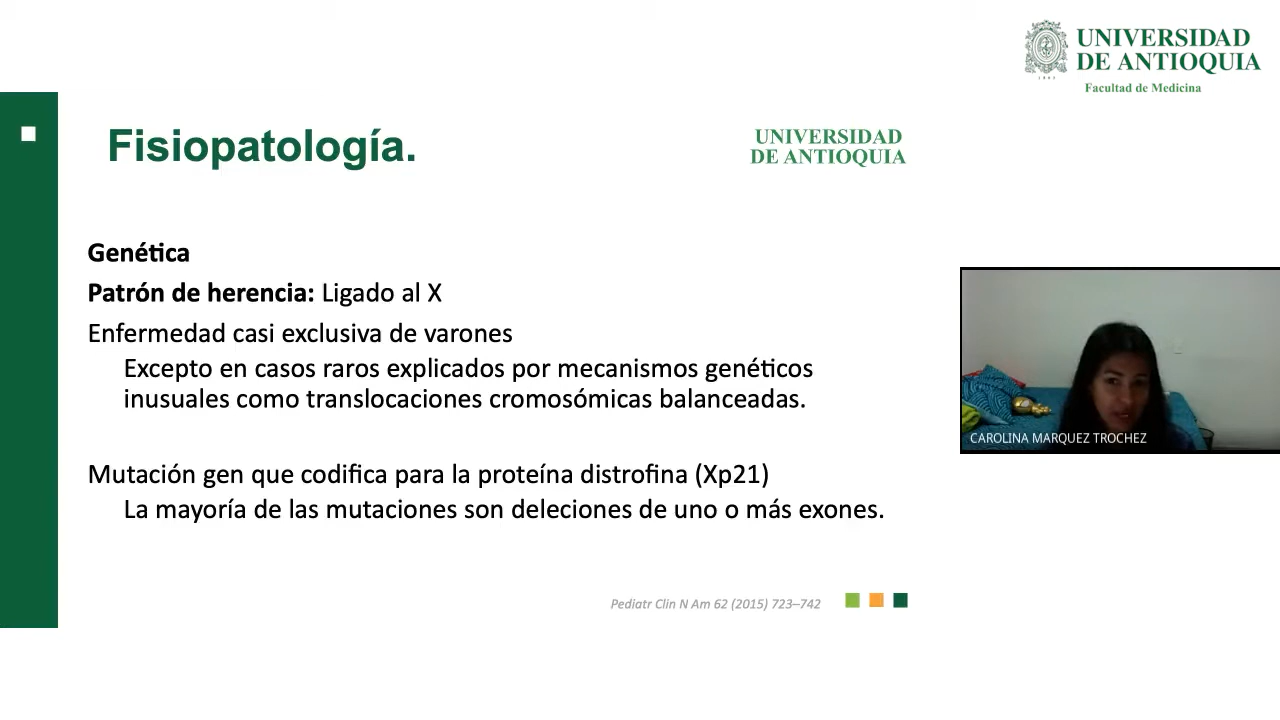 UNIVERSIDAD
DE ANTIOQUIA
1803
Facultad de Medicina
Fisiopatología.
UNIVERSIDAD
DE ANTIOQUIA
Genética
Patrón de herencia: Ligado al X
Enfermedad casi exclusiva de varones
Excepto en casos raros explicados por mecanismos genéticos
inusuales como translocaciones cromosómicas balanceadas.
CAROLINA MARQUEZ TROCHEZ
Mutación gen que codifica para la proteína distrofina (Xp21)
La mayoría de las mutaciones son deleciones de uno o más exones.
Pediatr Clin N Am 62 (2015) 723–742